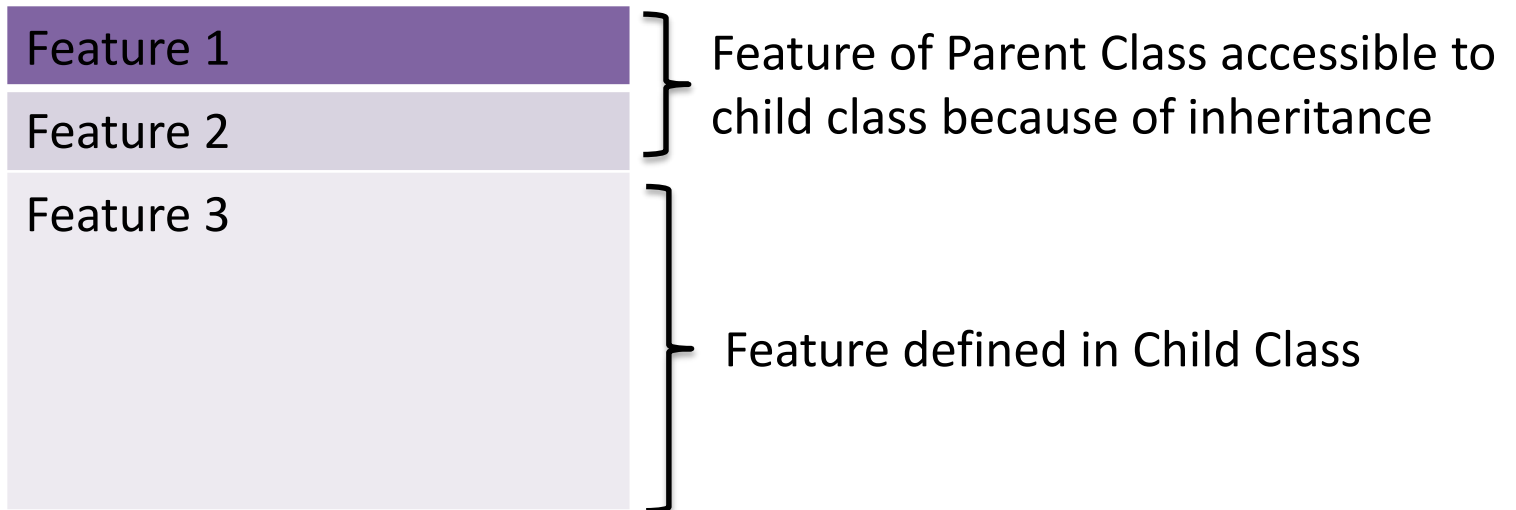 Feature 1
Feature 2
Feature of Parent Class accessible to
child class because of inheritance
Feature 3
Feature defined in Child Class